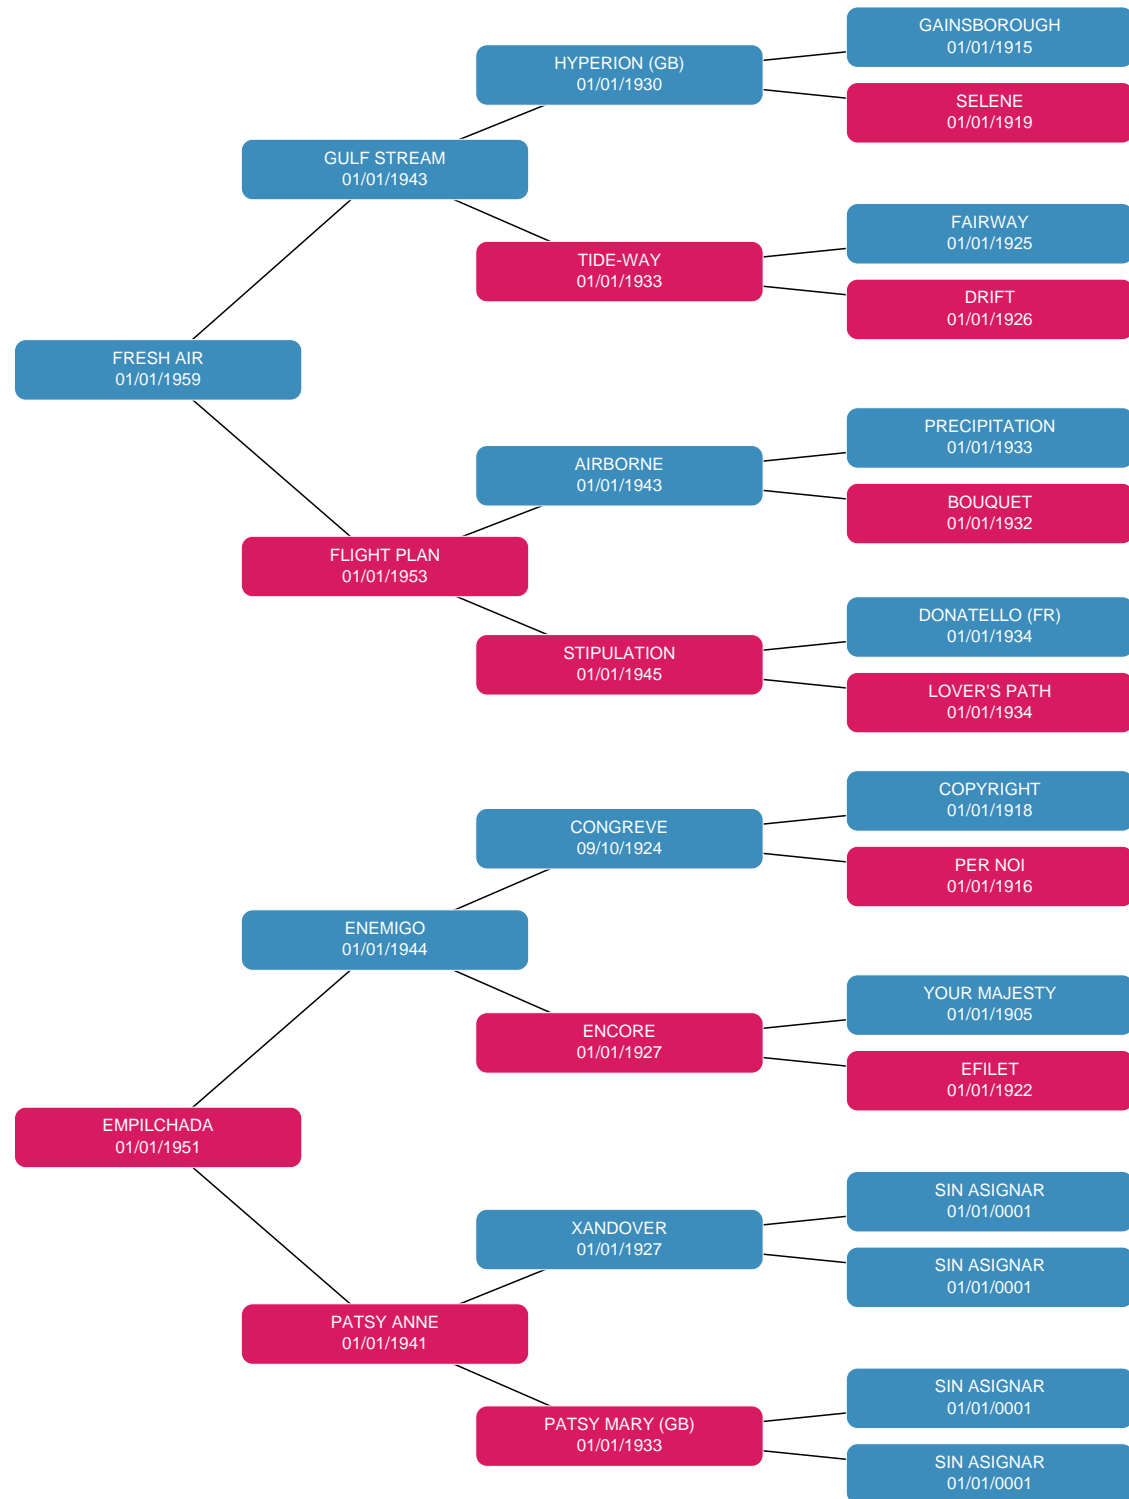 GAINSBOROUGH
01/01/1915
HYPERION (GB)
01/01/1930
SELENE
01/01/1919
GULF STREAM
01/01/1943
FAIRWAY
01/01/1925
TIDE-WAY
01/01/1933
DRIFT
01/01/1926
FRESH AIR
01/01/1959
PRECIPITATION
01/01/1933
AIRBORNE
01/01/1943
BOUQUET
01/01/1932
FLIGHT PLAN
01/01/1953
DONATELLO (FR)
01/01/1934
STIPULATION
01/01/1945
LOVER'S PATH
01/01/1934
COPYRIGHT
01/01/1918
CONGREVE
09/10/1924
PER NOI
01/01/1916
ENEMIGO
01/01/1944
YOUR MAJESTY
01/01/1905
ENCORE
01/01/1927
EFILET
01/01/1922
EMPILCHADA
01/01/1951
SIN ASIGNAR
01/01/0001
XANDOVER
01/01/1927
SIN ASIGNAR
01/01/0001
PATSY ANNE
01/01/1941
SIN ASIGNAR
01/01/0001
PATSY MARY (GB)
01/01/1933
SIN ASIGNAR
01/01/0001